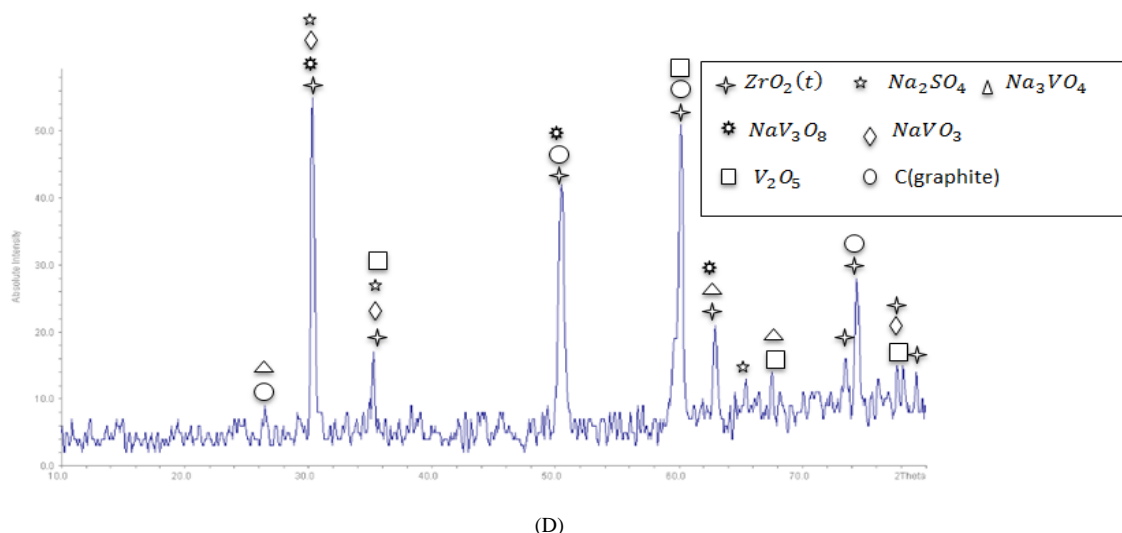 ZrO₂(t) Na₂SO₄ Na₃VO₄
NaV₃O₈ NaVO₃
V₂O₅ C(graphite)
Absolute Intensity
50.0
40.0
30.0
20.0
10.0
0.0
10.0 20.0 30.0 40.0 50.0 60.0 70.0 2Theta
(D)